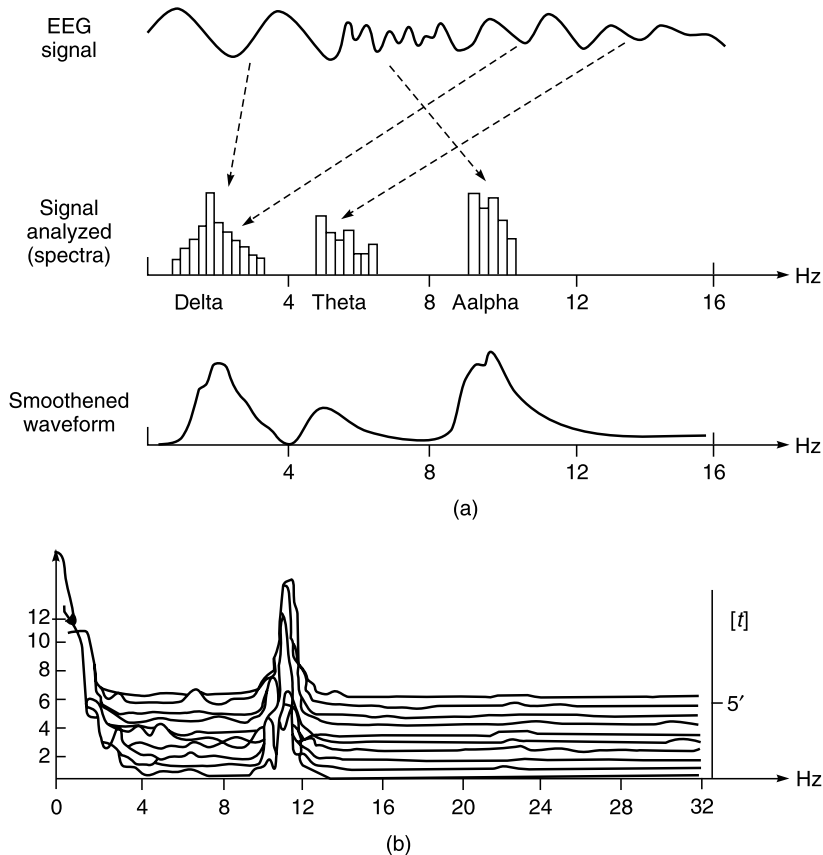 EEG
signal
Signal
analyzed
(spectra)
Hz
Delta 4 Theta 8 Aalpha 12 16
Smoothened
waveform
Hz
4 8 12 16
(a)
12
10
8
6
4
2
[t]
5′
Hz
0 4 8 12 16 20 24 28 32
(b)